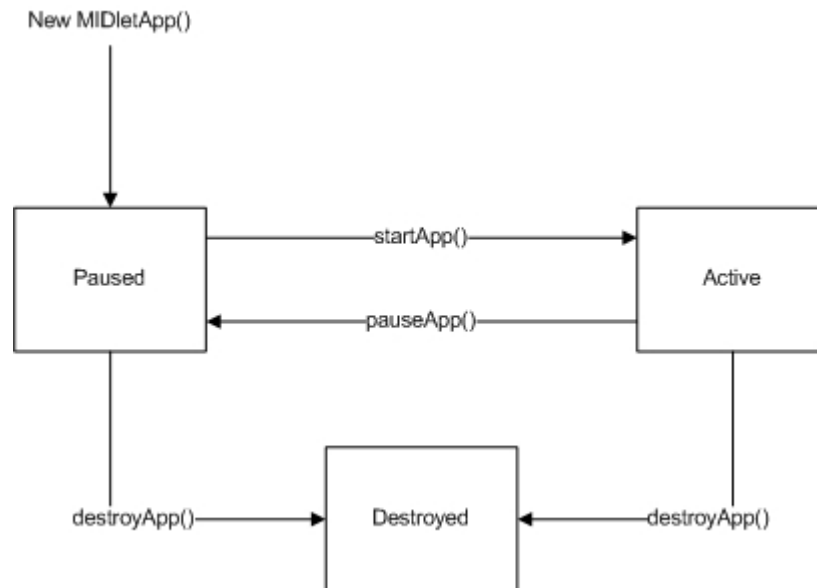 New MIDletApp()
startApp()
Paused
Active
pauseApp()
destroyApp()
Destroyed
destroyApp()